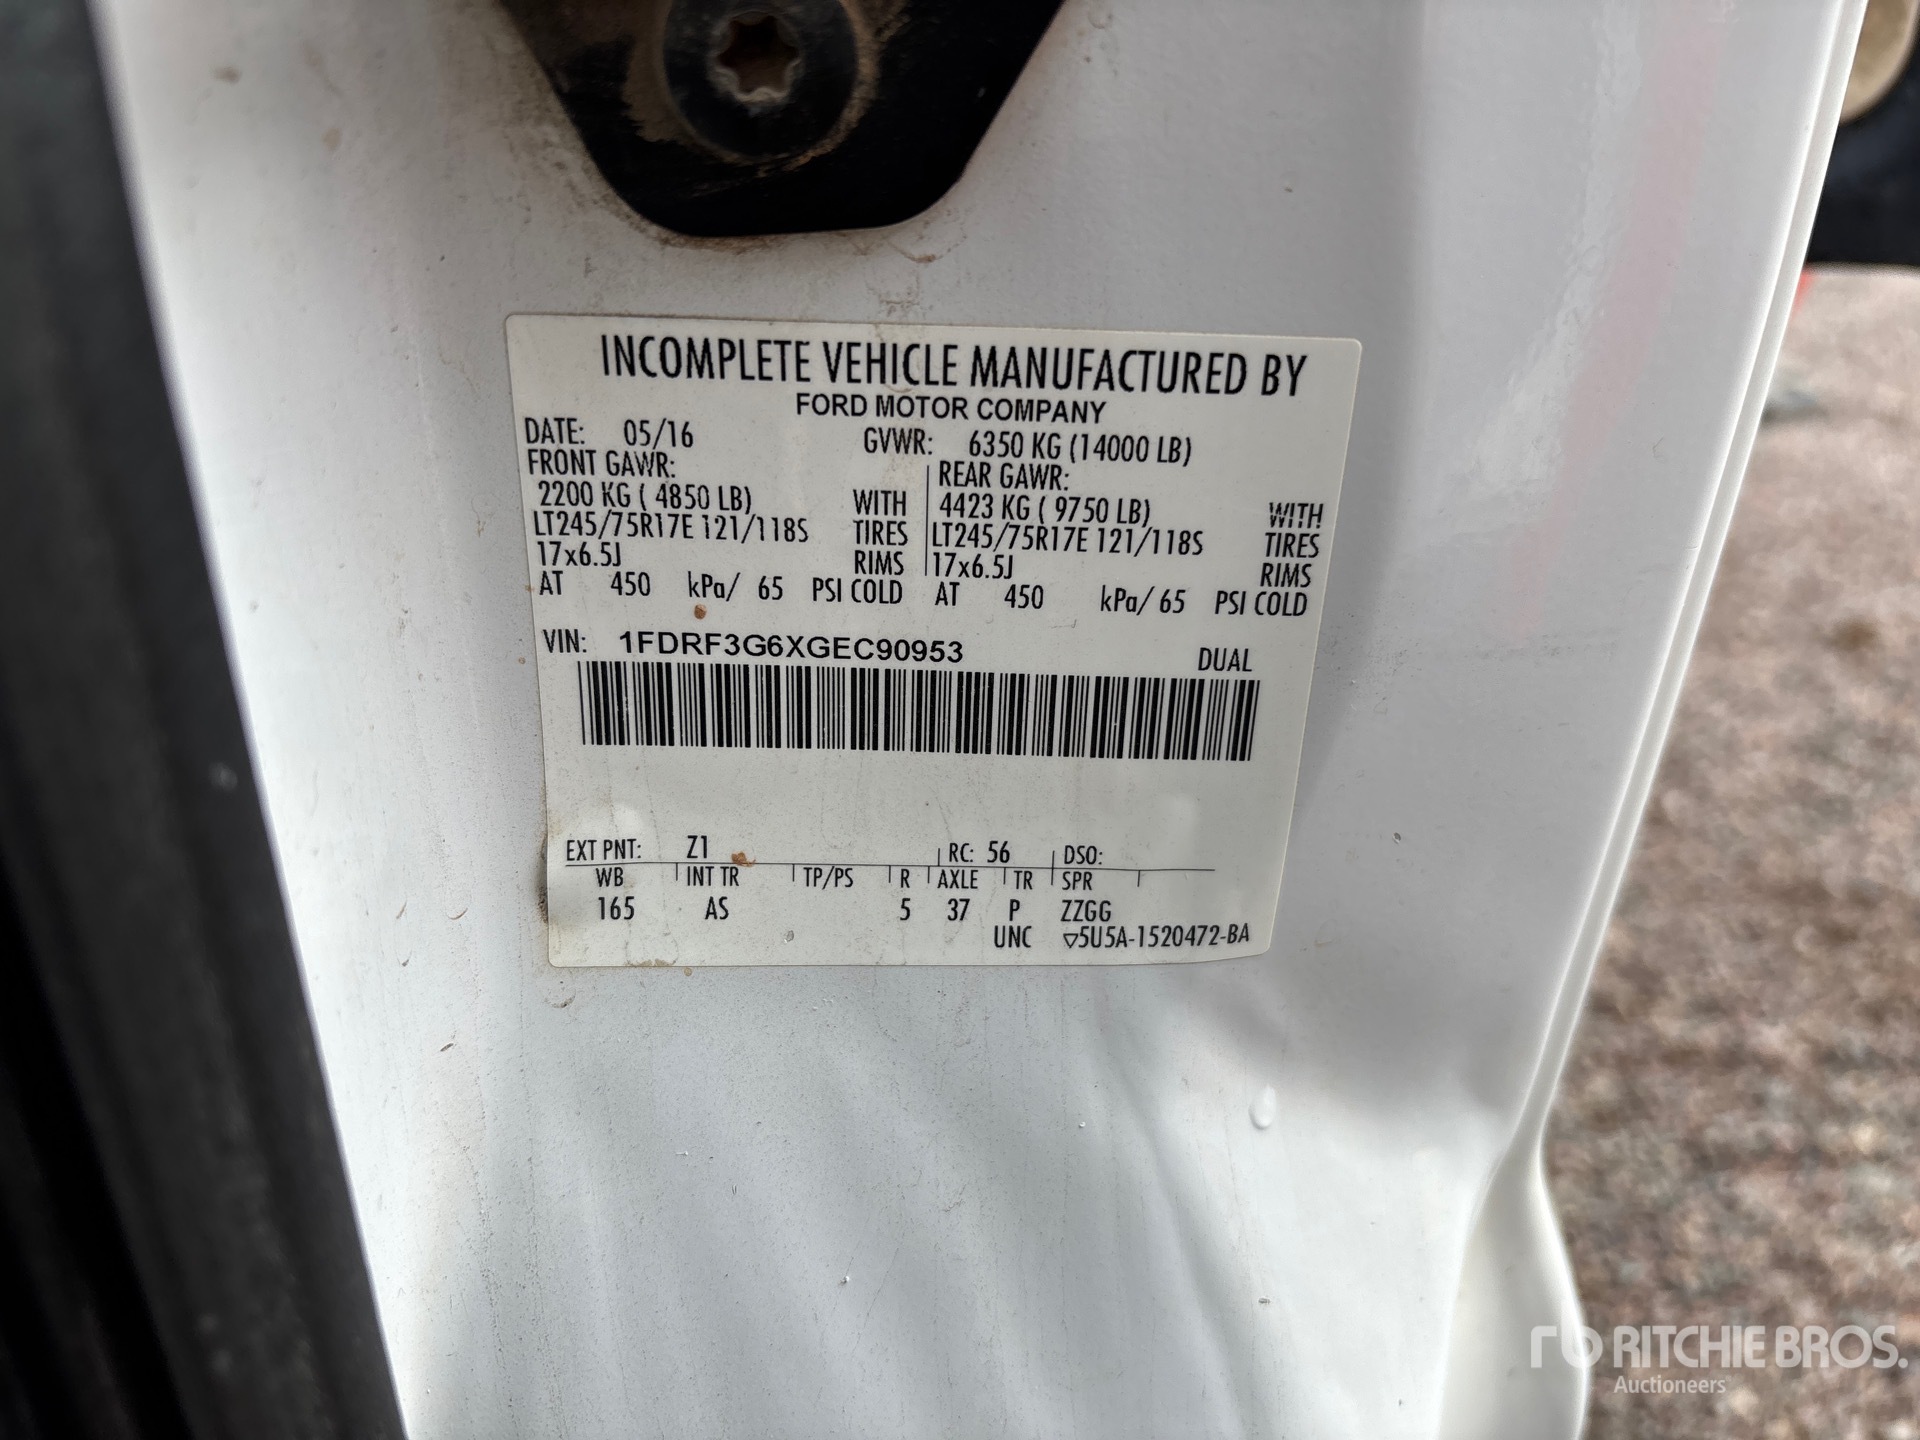 INCOMPLETE VEHICLE MANUFACTURED BY
FORD MOTOR COMPANY
DATE: 05/16 GVWR: 6350 KG (14000 LB)
FRONT GAWR: REAR GAWR:
2200 KG ( 4850 LB) WITH 4423 KG ( 9750 LB) WITH
LT245/75R17E 121/118S TIRES LT245/75R17E 121/118S TIRES
17x6.5J RIMS 17x6.5J RIMS
AT 450 kPa/ 65 PSI COLD AT 450 kPa/ 65 PSI COLD
VIN: 1FDRF3G6XGEC90953 DUAL
EXT PNT: Z1 RC: 56 DSO:
WB INT TR TP/PS R AXLE TR SPR
165 AS 5 37 P ZZGG
UNC ▽5U5A-1520472-BA
rb RITCHIE BROS.
Auctioneers